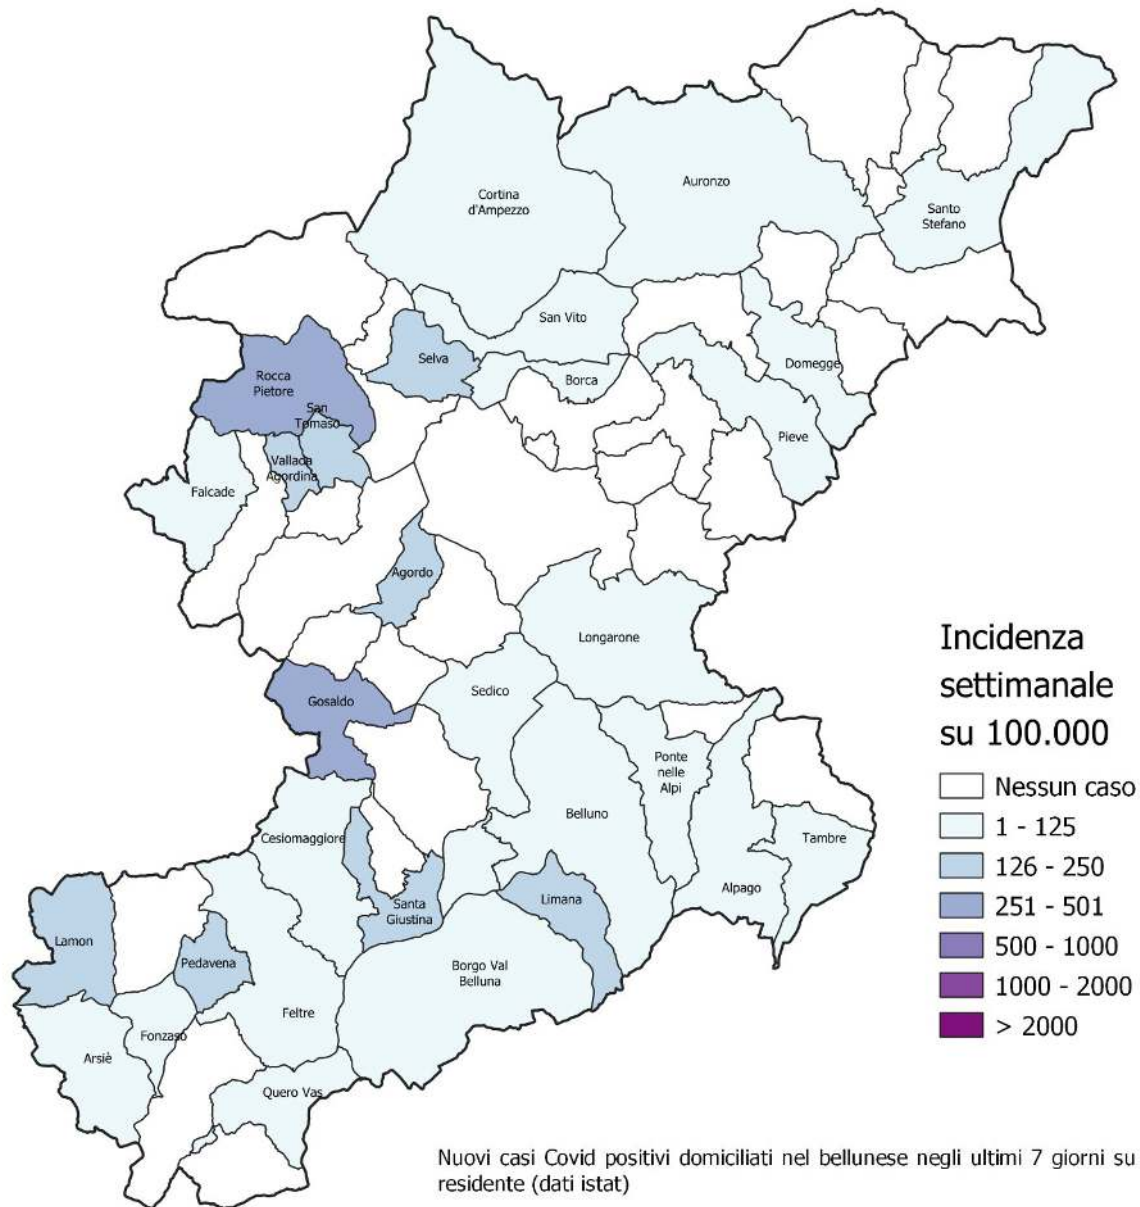 Cortina
d'Ampezzo
Auronzo
Santo
Stefano
San Vito
Selva
Borca
Domegge
Rocca
Pietore
San
Tomaso
Pieve
Vallada
Agordina
Falcade
Agordo
Longarone
Incidenza
settimanale
su 100.000
Nessun caso
1 - 125
126 - 250
251 - 501
500 - 1000
1000 - 2000
> 2000
Gosaldo
Sedico
Ponte
nelle
Alpi
Belluno
Cesiomaggiore
Tambre
Alpago
Limana
Santa
Giustina
Lamon
Pedavena
Borgo Val
Belluna
Feltre
Fonzaso
Arsiè
Quero Vas
Nuovi casi Covid positivi domiciliati nel bellunese negli ultimi 7 giorni su
residente (dati istat)